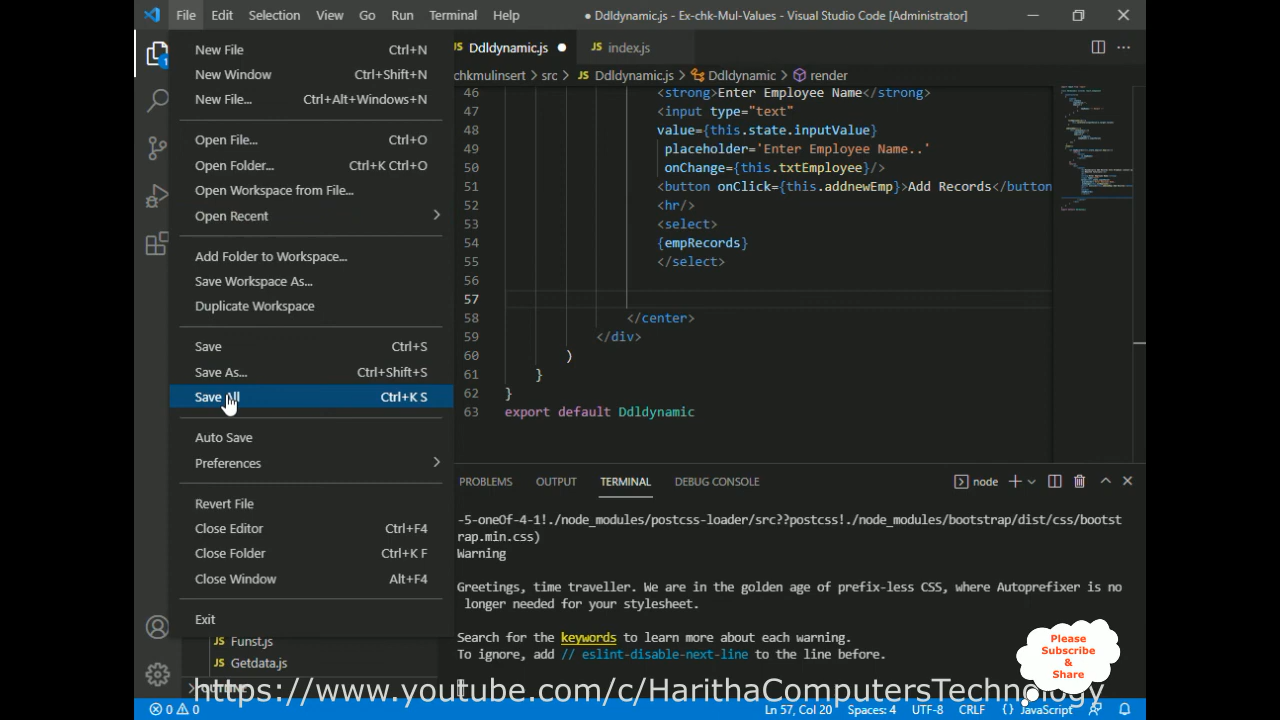 File Edit Selection View Go Run Terminal Help ● Ddldynamic.js - Ex-chk-Mul-Values - Visual Studio Code [Administrator]
New File Ctrl+N
New Window Ctrl+Shift+N
New File... Ctrl+Alt+Windows+N
Open File... Ctrl+O
Open Folder... Ctrl+K Ctrl+O
Open Workspace from File...
Open Recent
Add Folder to Workspace...
Save Workspace As...
Duplicate Workspace
Save Ctrl+S
Save As... Ctrl+Shift+S
Save All Ctrl+K S
Auto Save
Preferences
Revert File
Close Editor Ctrl+F4
Close Folder Ctrl+K F
Close Window Alt+F4
Exit
Funst.js
Getdata.js
OUTLINE
1
Ddldynamic.js ● index.js
chkmulinsert > src > Ddldynamic.js > Ddldynamic > render
46 <strong>Enter Employee Name</strong>
47 <input type="text"
48 value={this.state.inputValue}
49 placeholder='Enter Employee Name..'
50 onChange={this.txtEmployee}/>
51 <button onClick={this.addnewEmp}>Add Records</button
52 <hr/>
53 <select>
54 {empRecords}
55 </select>
56
57
58 </center>
59 </div>
60 )
61 }
62 }
63 export default Ddldynamic
PROBLEMS OUTPUT TERMINAL DEBUG CONSOLE node
-5-oneOf-4-1!./node_modules/postcss-loader/src??postcss!./node_modules/bootstrap/dist/css/bootst
rap.min.css)
Warning
Greetings, time traveller. We are in the golden age of prefix-less CSS, where Autoprefixer is no
longer needed for your stylesheet.
Search for the keywords to learn more about each warning.
To ignore, add // eslint-disable-next-line to the line before.
Please
Subscribe
&
Share
https://www.youtube.com/c/HarithaComputersTechnology
0 0 Ln 57, Col 20 Spaces: 4 UTF-8 CRLF {} JavaScript